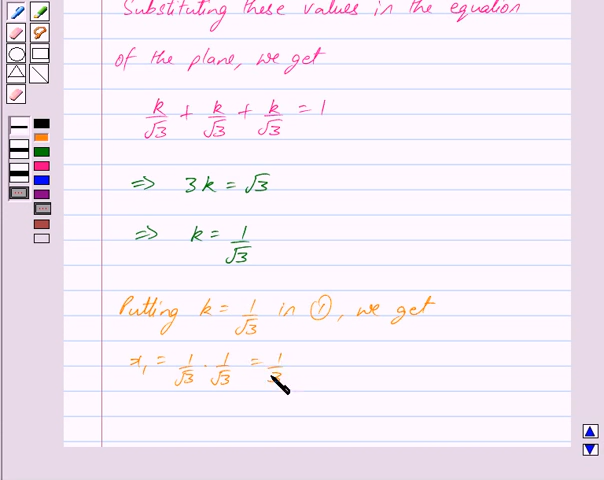 Substituting these values in the equation
of the plane, we get
k/√3 + k/√3 + k/√3 = 1
=> 3k = √3
=> k = 1/√3
Putting k = 1/√3 in ①, we get
x₁ = 1/√3 . 1/√3 = 1/3